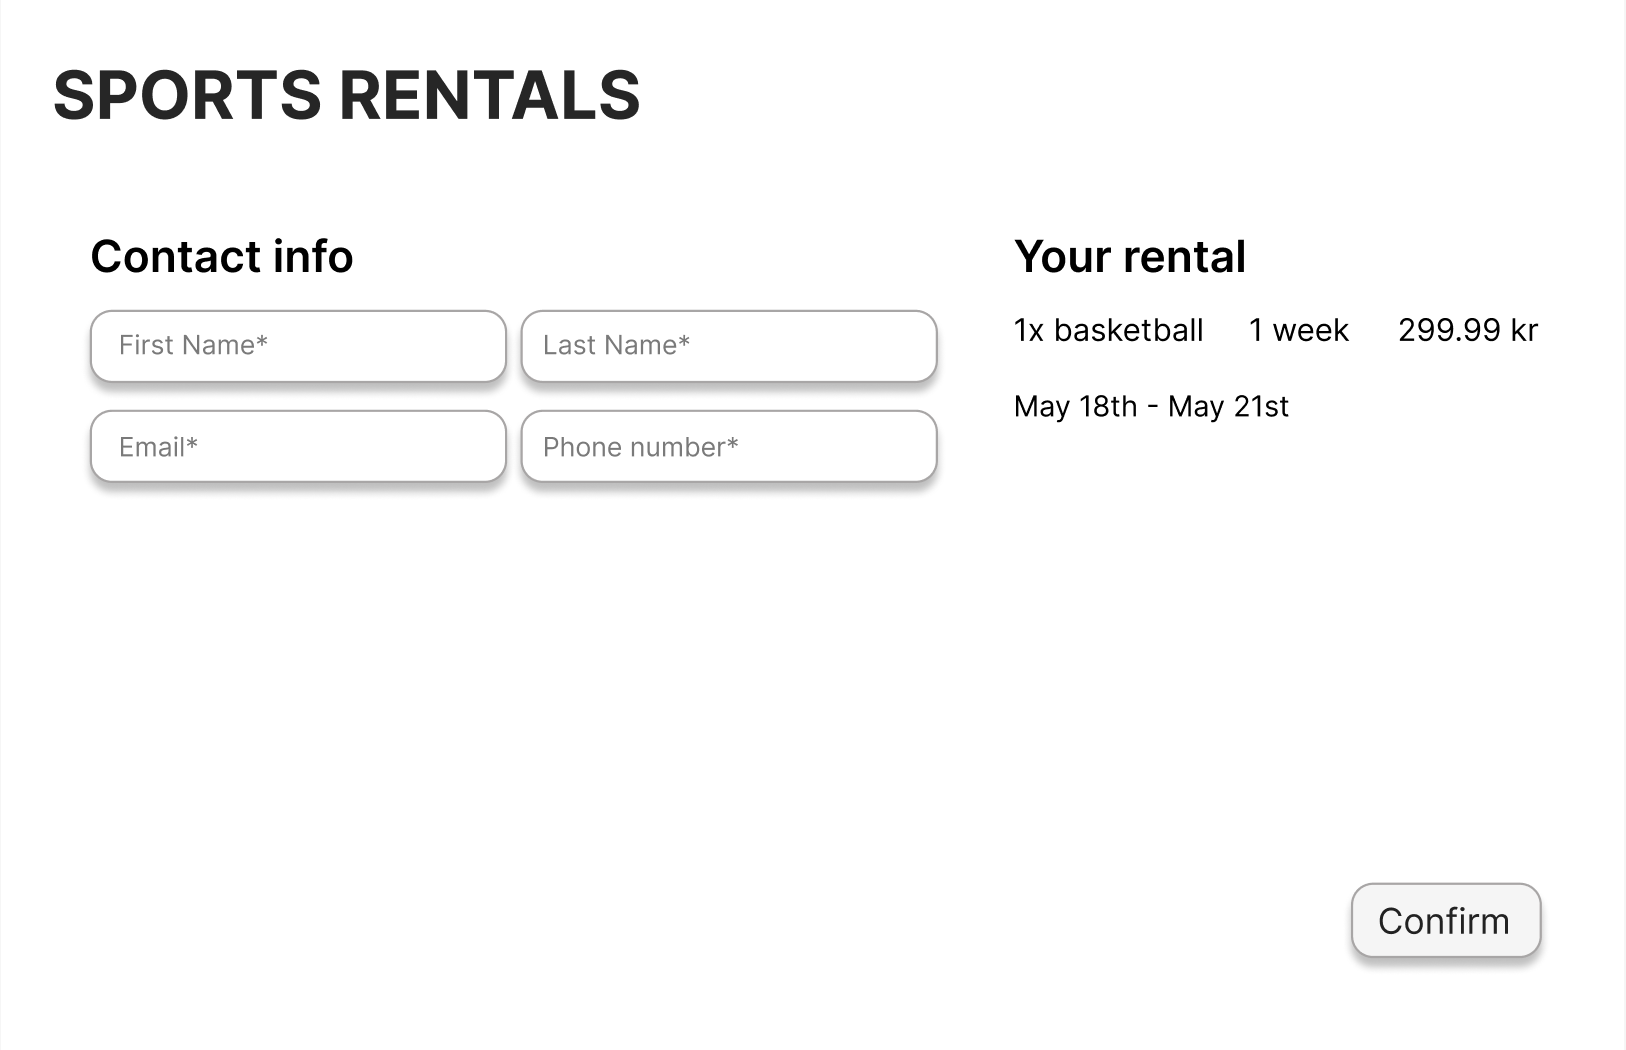 SPORTS RENTALS
Contact info
First Name*
Last Name*
Email*
Phone number*
Your rental
1x basketball 1 week 299.99 kr
May 18th - May 21st
Confirm